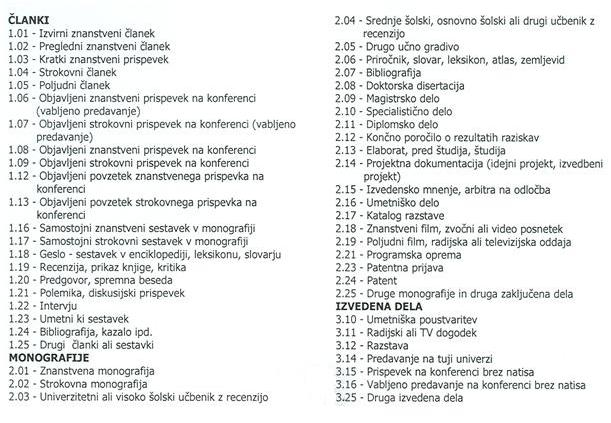 ČLANKI
1.01 - Izvirni znanstveni članek
1.02 - Pregledni znanstveni članek
1.03 - Kratki znanstveni prispevek
1.04 - Strokovni članek
1.05 - Poljudni članek
1.06 - Objavljeni znanstveni prispevek na konferenci
(vabljeno predavanje)
1.07 - Objavljeni strokovni prispevek na konferenci (vabljeno
predavanje)
1.08 - Objavljeni znanstveni prispevek na konferenci
1.09 - Objavljeni strokovni prispevek na konferenci
1.12 - Objavljeni povzetek znanstvenega prispevka na
konferenci
1.13 - Objavljeni povzetek strokovnega prispevka na
konferenci
1.16 - Samostojni znanstveni sestavek v monografiji
1.17 - Samostojni strokovni sestavek v monografiji
1.18 - Geslo - sestavek v enciklopediji, leksikonu, slovarju
1.19 - Recenzija, prikaz knjige, kritika
1.20 - Predgovor, spremna beseda
1.21 - Polemika, diskusijski prispevek
1.22 - Intervju
1.23 - Umetni ki sestavek
1.24 - Bibliografija, kazalo ipd.
1.25 - Drugi članki ali sestavki
MONOGRAFIJE
2.01 - Znanstvena monografija
2.02 - Strokovna monografija
2.03 - Univerzitetni ali visoko šolski učbenik z recenzijo
2.04 - Srednje šolski, osnovno šolski ali drugi učbenik z
recenzijo
2.05 - Drugo učno gradivo
2.06 - Priročnik, slovar, leksikon, atlas, zemljevid
2.07 - Bibliografija
2.08 - Doktorska disertacija
2.09 - Magistrsko delo
2.10 - Specialistično delo
2.11 - Diplomsko delo
2.12 - Končno poročilo o rezultatih raziskav
2.13 - Elaborat, pred študija, študija
2.14 - Projektna dokumentacija (idejni projekt, izvedbeni
projekt)
2.15 - Izvedensko mnenje, arbitra na odločba
2.16 - Umetniško delo
2.17 - Katalog razstave
2.18 - Znanstveni film, zvočni ali video posnetek
2.19 - Poljudni film, radijska ali televizijska oddaja
2.21 - Programska oprema
2.23 - Patentna prijava
2.24 - Patent
2.25 - Druge monografije in druga zaključena dela
IZVEDENA DELA
3.10 - Umetniška poustvaritev
3.11 - Radijski ali TV dogodek
3.12 - Razstava
3.14 - Predavanje na tuji univerzi
3.15 - Prispevek na konferenci brez natisa
3.16 - Vabljeno predavanje na konferenci brez natisa
3.25 - Druga izvedena dela